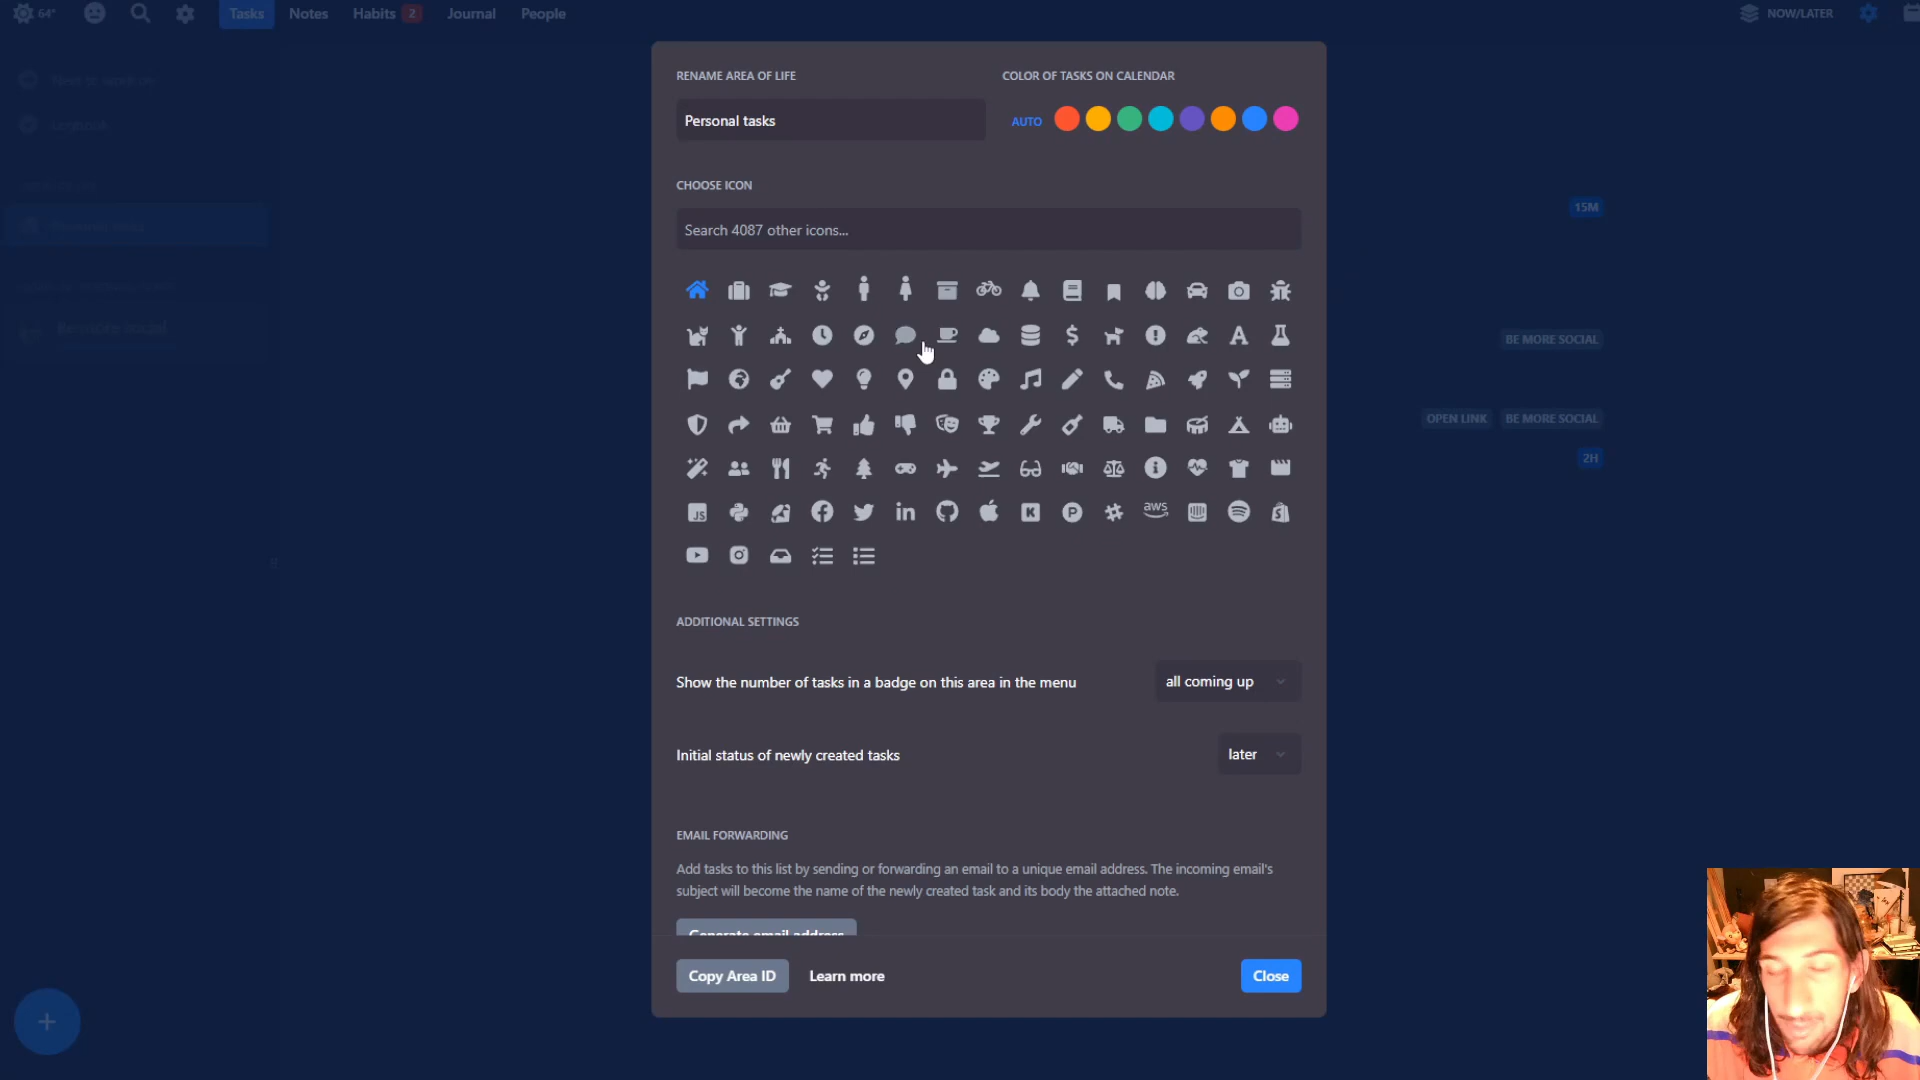 64°
Tasks
Notes
Habits 2
Journal
People
NOW/LATER
Personal tasks
15M
BE MORE SOCIAL
OPEN LINK
BE MORE SOCIAL
2H
RENAME AREA OF LIFE
Personal tasks
COLOR OF TASKS ON CALENDAR
AUTO
CHOOSE ICON
Search 4087 other icons...
aws
ADDITIONAL SETTINGS
Show the number of tasks in a badge on this area in the menu
all coming up
Initial status of newly created tasks
later
EMAIL FORWARDING
Add tasks to this list by sending or forwarding an email to a unique email address. The incoming email's
subject will become the name of the newly created task and its body the attached note.
Generate email address
Copy Area ID
Learn more
Close